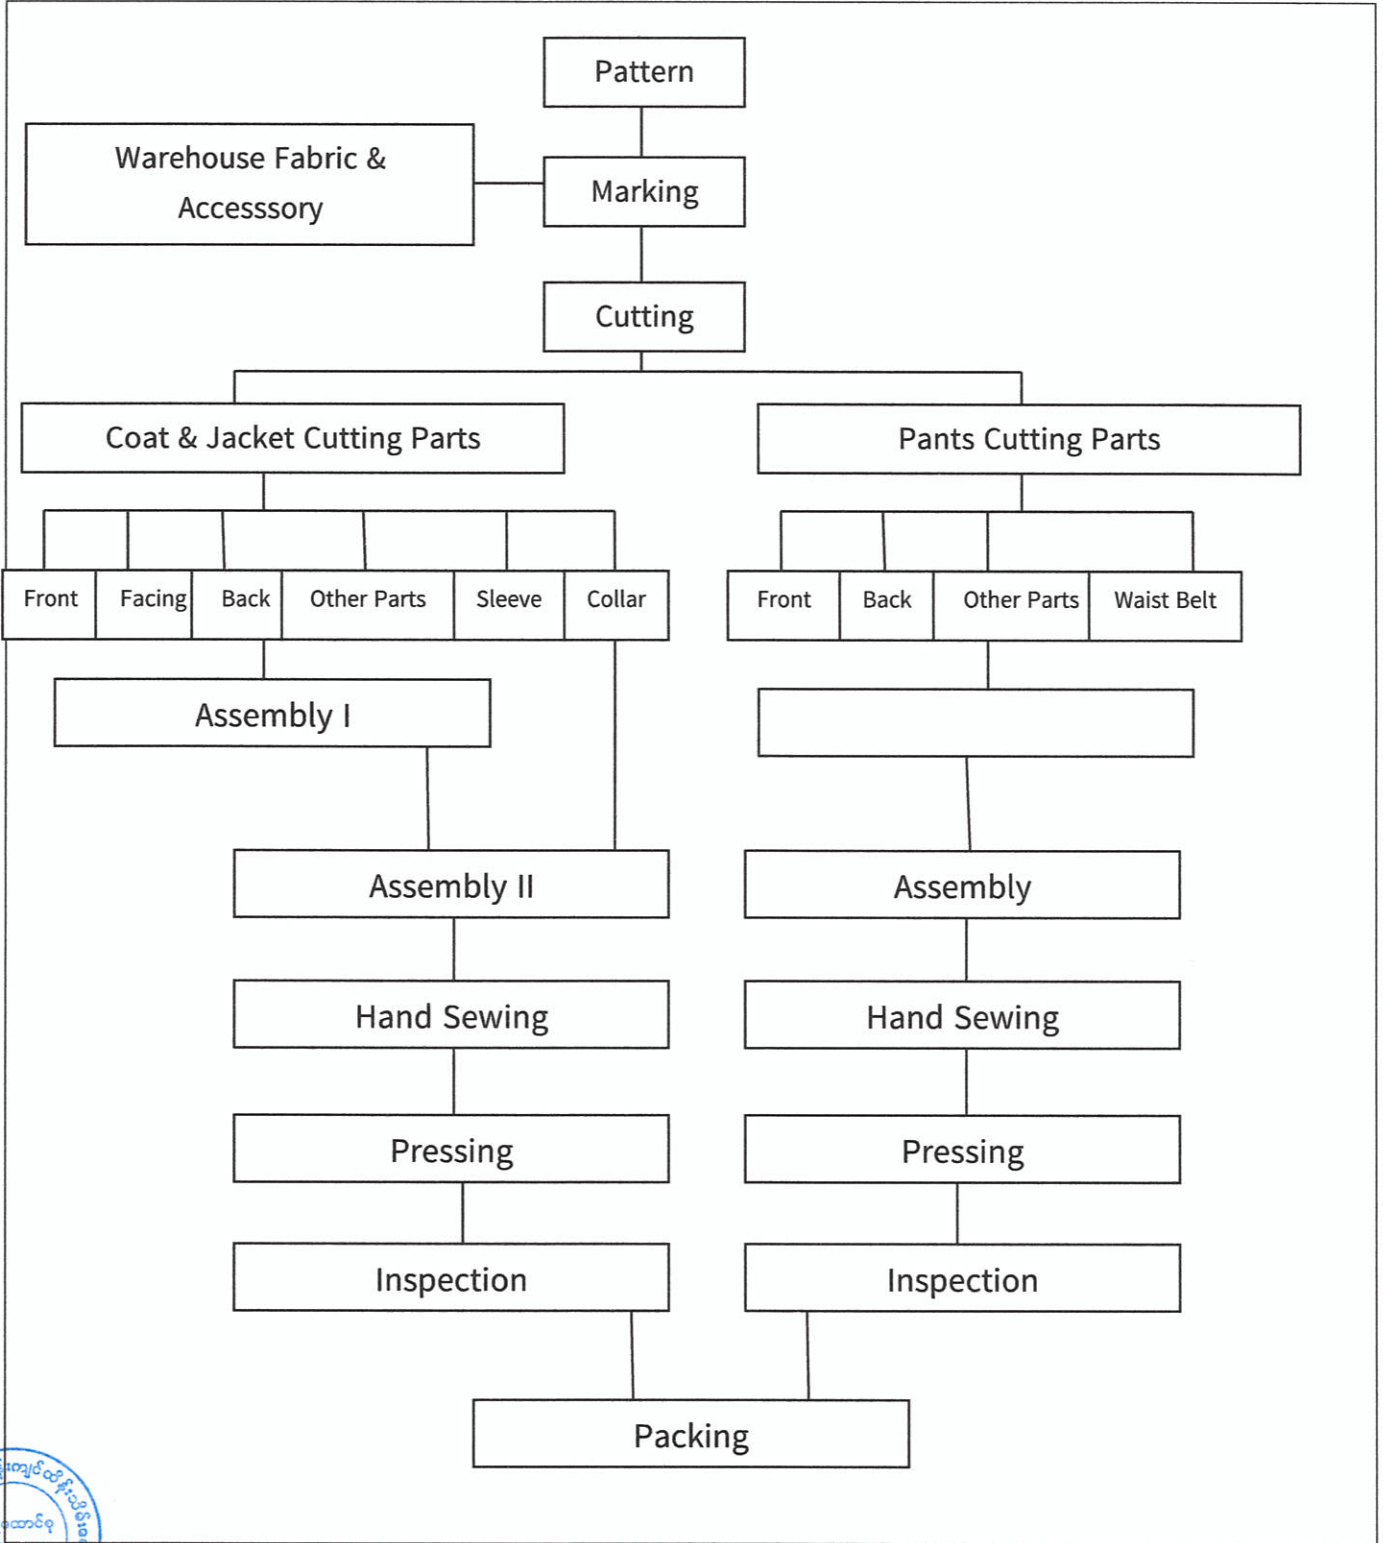 Pattern
Warehouse Fabric &
Accesssory
Marking
Cutting
Coat & Jacket Cutting Parts
Pants Cutting Parts
Front
Facing
Back
Other Parts
Sleeve
Collar
Front
Back
Other Parts
Waist Belt
Assembly I
Assembly II
Assembly
Hand Sewing
Hand Sewing
Pressing
Pressing
Inspection
Inspection
Packing